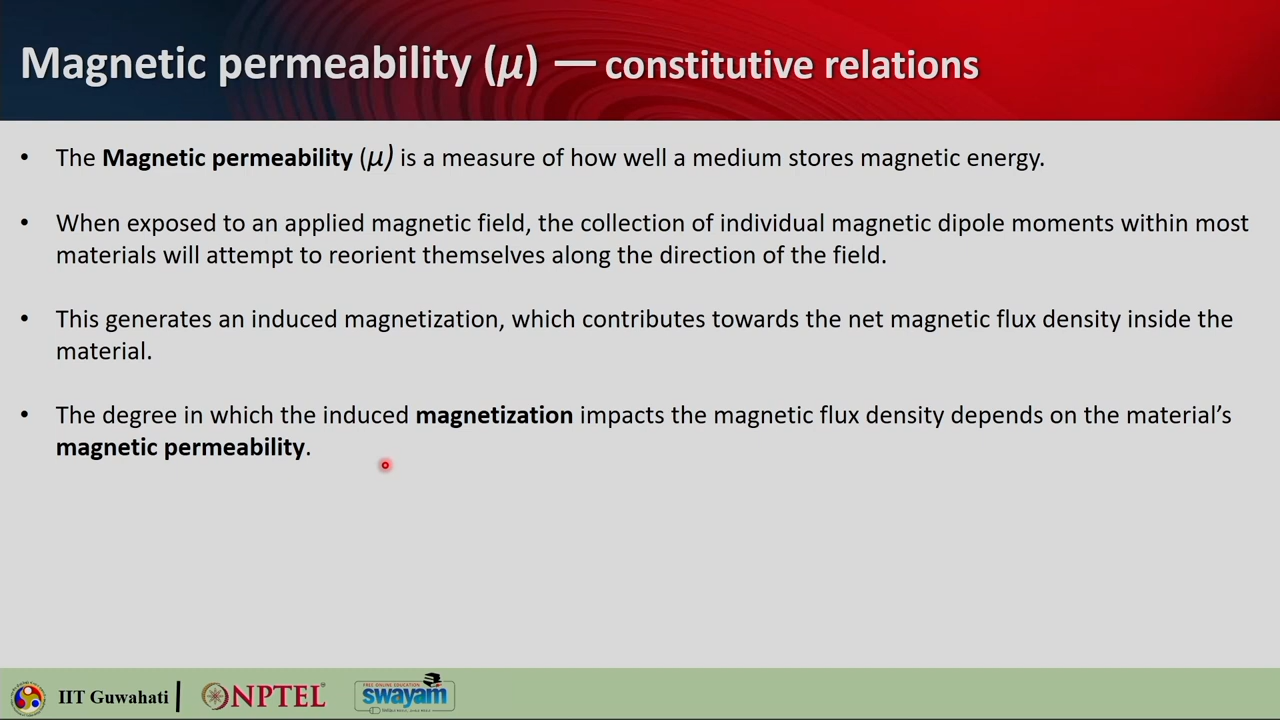 Magnetic permeability (μ) — constitutive relations
• The Magnetic permeability (μ) is a measure of how well a medium stores magnetic energy.
• When exposed to an applied magnetic field, the collection of individual magnetic dipole moments within most
materials will attempt to reorient themselves along the direction of the field.
• This generates an induced magnetization, which contributes towards the net magnetic flux density inside the
material.
• The degree in which the induced magnetization impacts the magnetic flux density depends on the material’s
magnetic permeability.
IIT Guwahati
NPTEL
FREE ONLINE EDUCATION
swayam